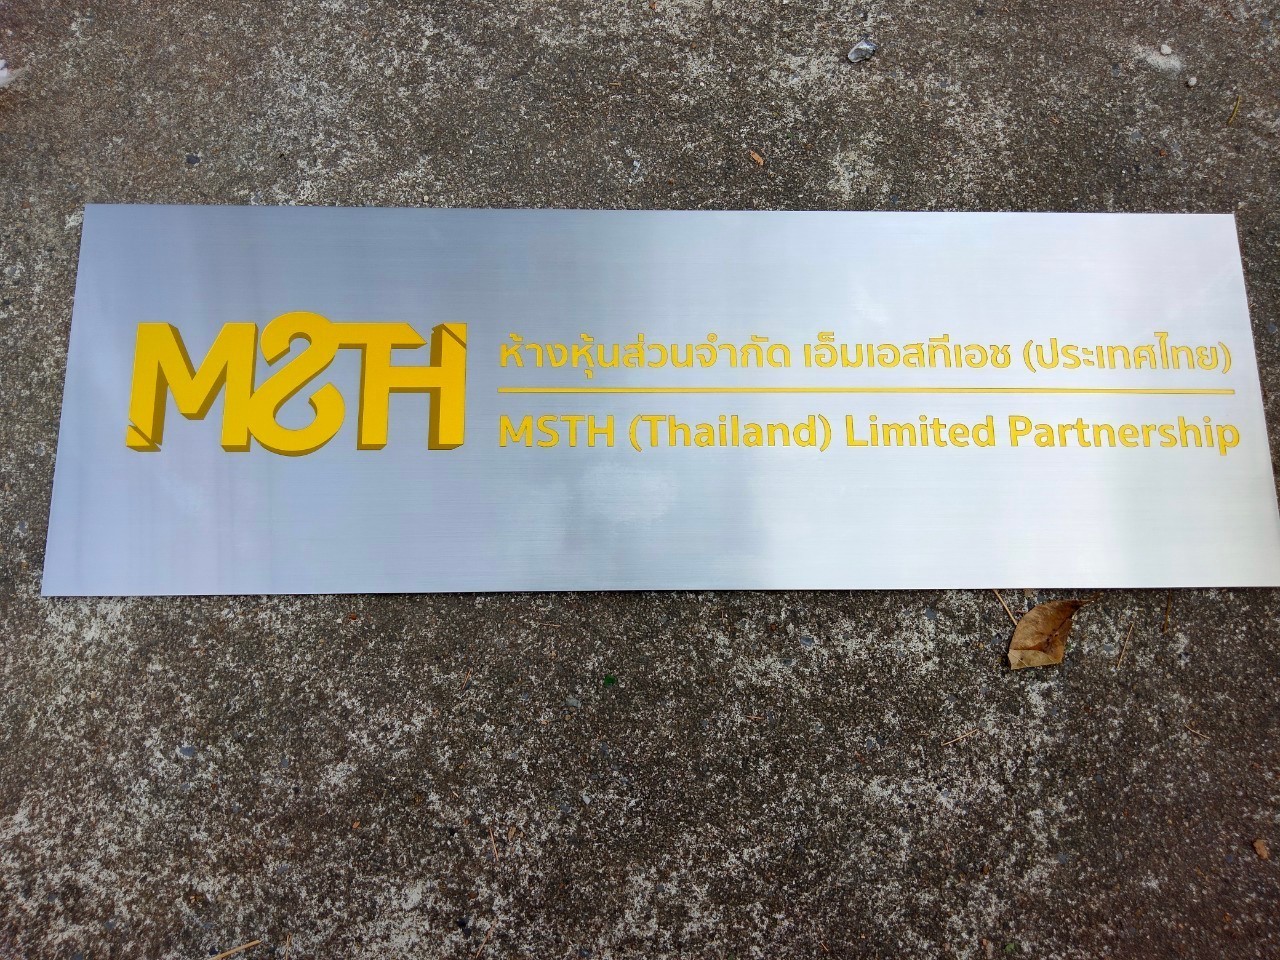 MSTH
ห้างหุ้นส่วนจำกัด เอ็มเอสทีเอช (ประเทศไทย)
MSTH (Thailand) Limited Partnership